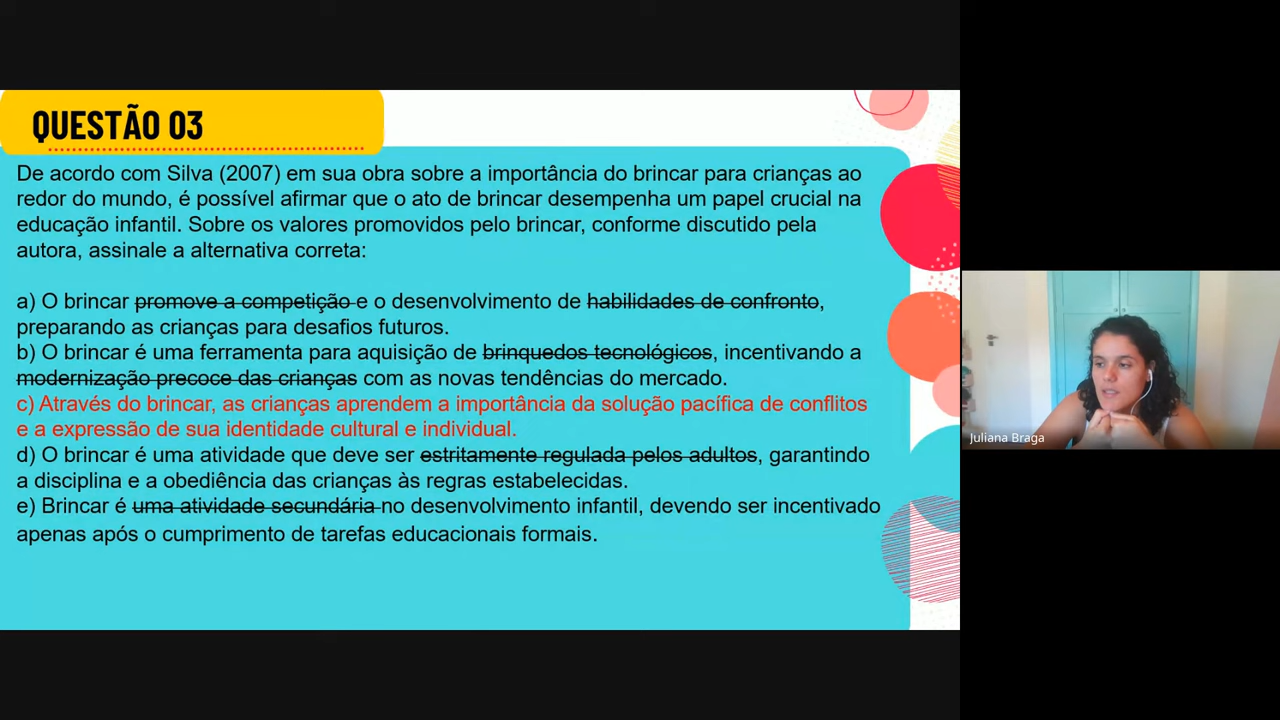 QUESTÃO 03
De acordo com Silva (2007) em sua obra sobre a importância do brincar para crianças ao
redor do mundo, é possível afirmar que o ato de brincar desempenha um papel crucial na
educação infantil. Sobre os valores promovidos pelo brincar, conforme discutido pela
autora, assinale a alternativa correta:
a) O brincar promove a competição e o desenvolvimento de habilidades de confronto,
preparando as crianças para desafios futuros.
b) O brincar é uma ferramenta para aquisição de brinquedos tecnológicos, incentivando a
modernização precoce das crianças com as novas tendências do mercado.
c) Através do brincar, as crianças aprendem a importância da solução pacífica de conflitos
e a expressão de sua identidade cultural e individual.
d) O brincar é uma atividade que deve ser estritamente regulada pelos adultos, garantindo
a disciplina e a obediência das crianças às regras estabelecidas.
e) Brincar é uma atividade secundária no desenvolvimento infantil, devendo ser incentivado
apenas após o cumprimento de tarefas educacionais formais.
Juliana Braga